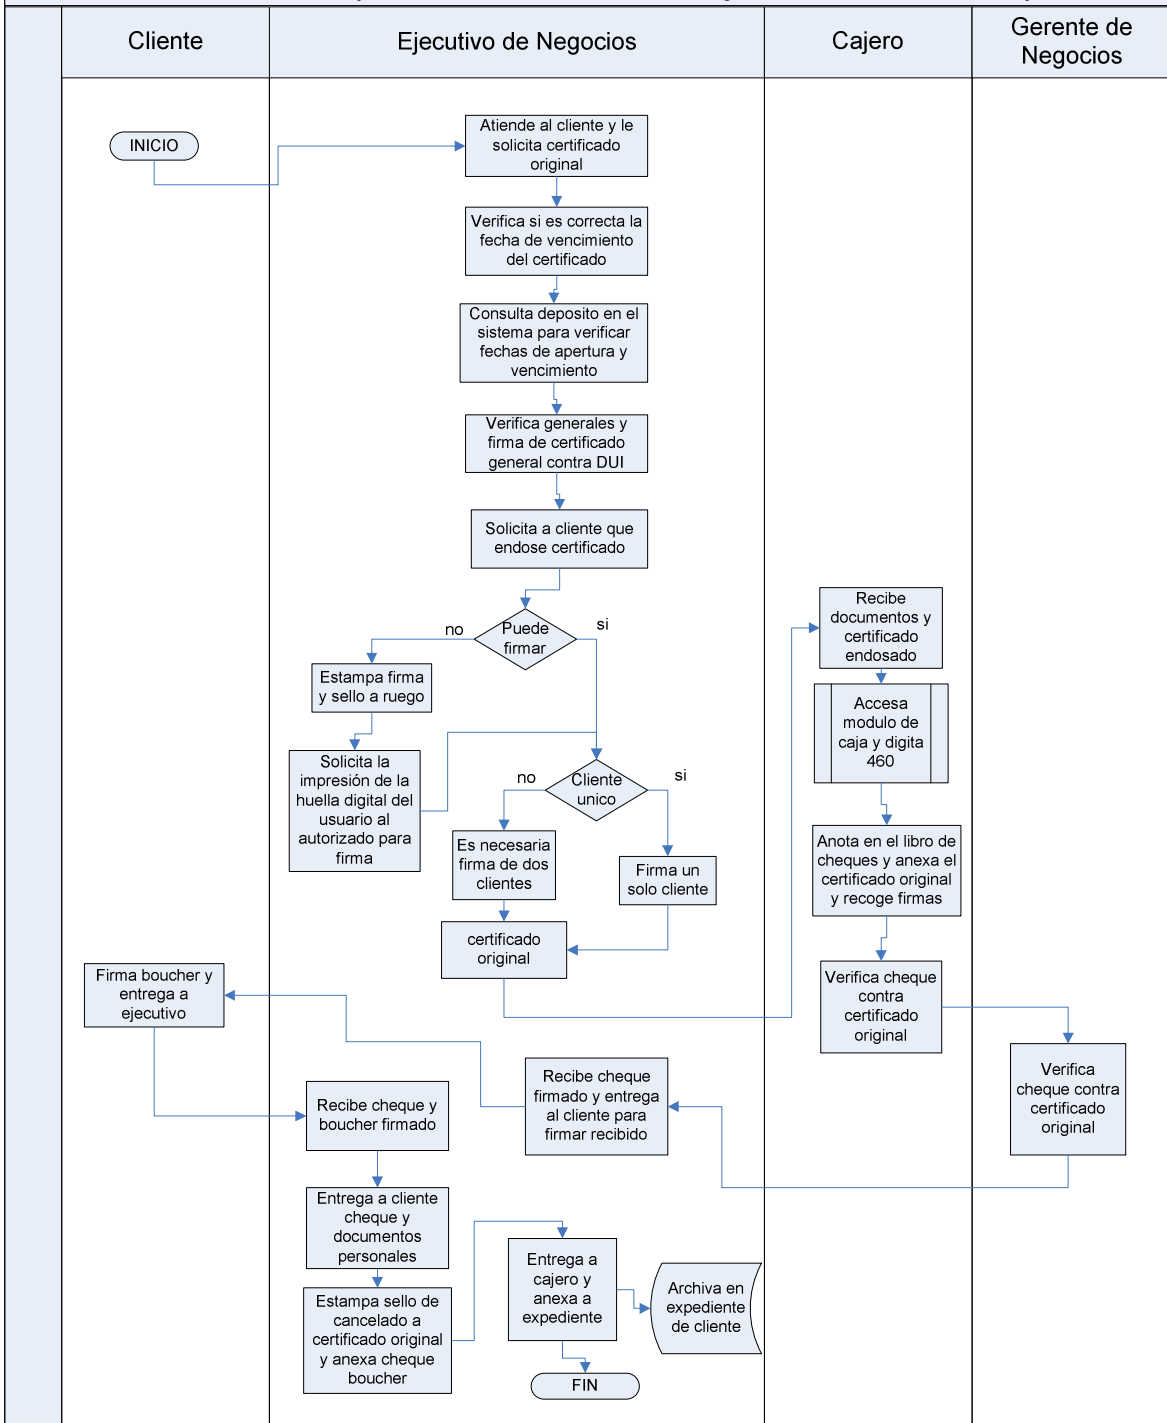 Cliente
Ejecutivo de Negocios
Cajero
Gerente de
Negocios
INICIO
Atiende al cliente y le
solicita certificado
original
Verifica si es correcta la
fecha de vencimiento
del certificado
Consulta deposito en el
sistema para verificar
fechas de apertura y
vencimiento
Verifica generales y
firma de certificado
general contra DUI
Solicita a cliente que
endose certificado
Puede
firmar
no
si
Estampa firma
y sello a ruego
Solicita la
impresión de la
huella digital del
usuario al
autorizado para
firma
Cliente
unico
no
si
Es necesaria
firma de dos
clientes
Firma un
solo cliente
certificado
original
Recibe
documentos y
certificado
endosado
Accesa
modulo de
caja y digita
460
Anota en el libro de
cheques y anexa el
certificado original
y recoge firmas
Verifica cheque
contra
certificado
original
Verifica
cheque contra
certificado
original
Recibe cheque
firmado y entrega
al cliente para
firmar recibido
Firma boucher y
entrega a
ejecutivo
Recibe cheque y
boucher firmado
Entrega a cliente
cheque y
documentos
personales
Estampa sello de
cancelado a
certificado original
y anexa cheque
boucher
Entrega a
cajero y
anexa a
expediente
Archiva en
expediente
de cliente
FIN